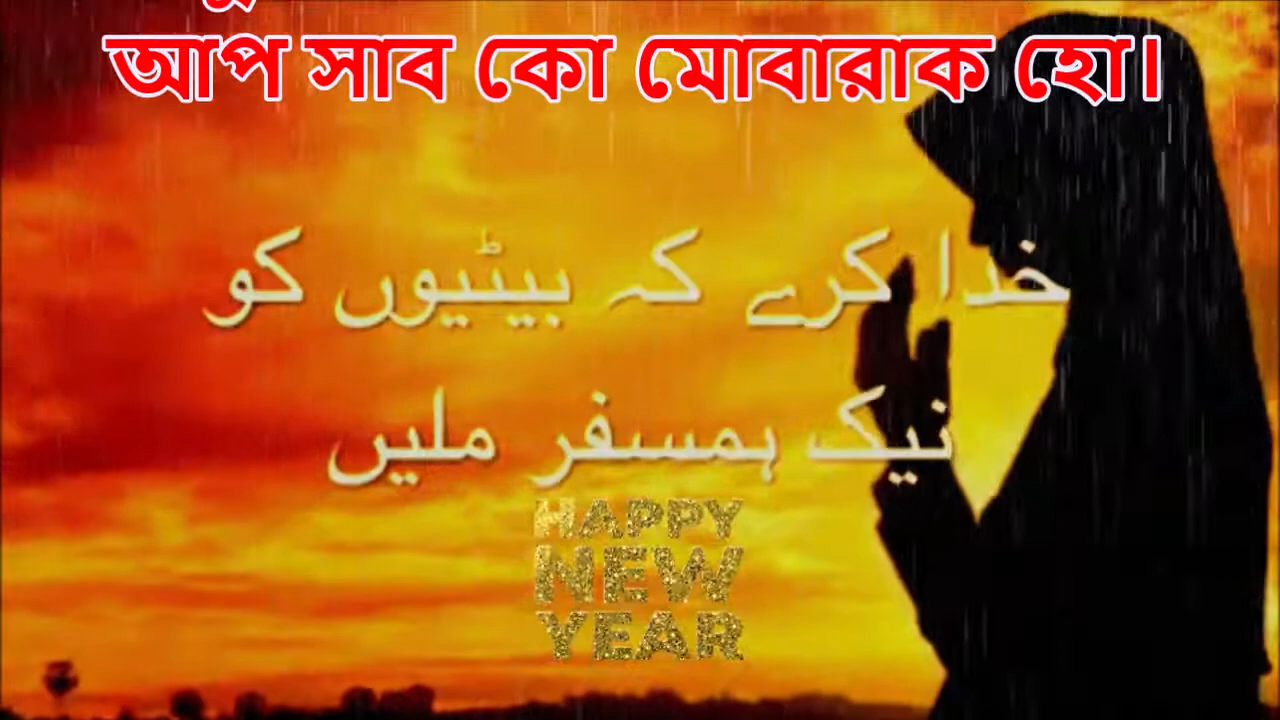 আপ সাব কো মোবারাক হো।
خدا کرے کہ بیٹیوں کو
نیک ہمسفر ملیں
HAPPY
NEW
YEAR